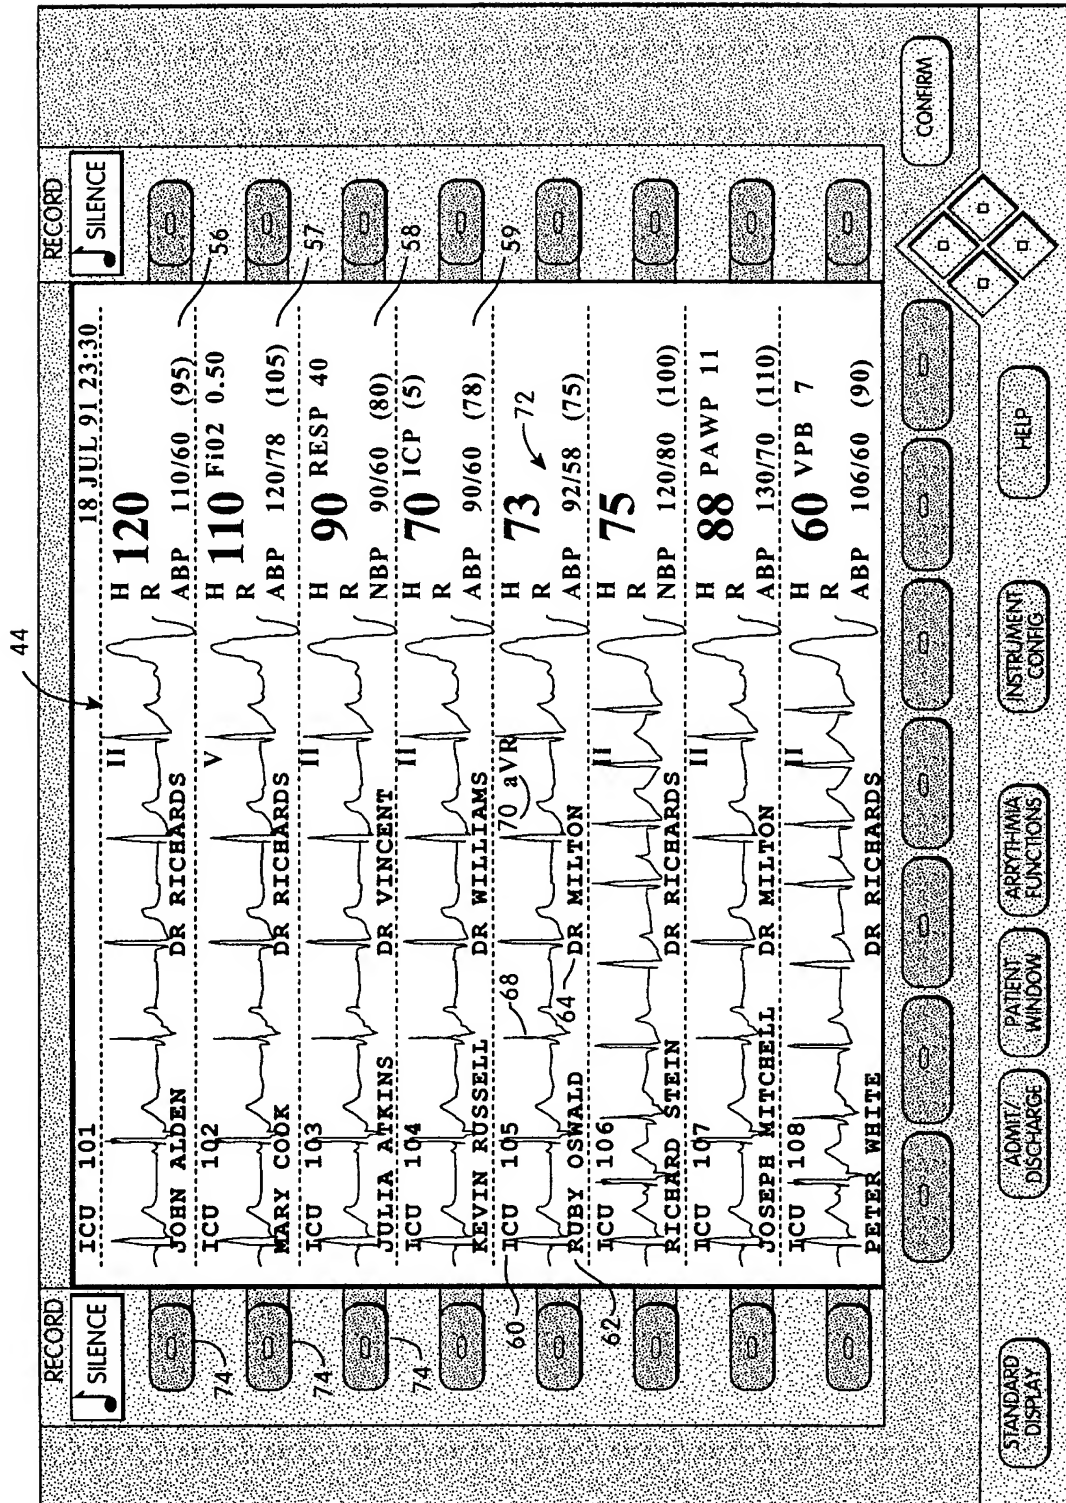 44
RECORD
SILENCE
RECORD
SILENCE
18 JUL 91 23:30
ICU 101
II
H R 120
JOHN ALDEN
DR RICHARDS
ABP 110/60 (95)
56
74
ICU 102
V
H R 110 Fi02 0.50
MARY COOK
DR RICHARDS
ABP 120/78 (105)
57
74
ICU 103
II
H R 90 RESP 40
JULIA ATKINS
DR VINCENT
NBP 90/60 (80)
58
74
ICU 104
II
H R 70 ICP (5)
KEVIN RUSSELL
DR WILLIAMS
ABP 90/60 (78)
59
60
ICU 105
68
70
aVR
H R 73
72
RUBY OSWALD
64
DR MILTON
ABP 92/58 (75)
62
ICU 106
II
H R 75
RICHARD STEIN
DR RICHARDS
NBP 120/80 (100)
ICU 107
II
H R 88 PAWP 11
JOSEPH MITCHELL
DR MILTON
ABP 130/70 (110)
ICU 108
II
H R 60 VPB 7
PETER WHITE
DR RICHARDS
ABP 106/60 (90)
CONFIRM
STANDARD DISPLAY
ADMIT/ DISCHARGE
PATIENT WINDOW
ARRYTHMIA FUNCTIONS
INSTRUMENT CONFIG
HELP